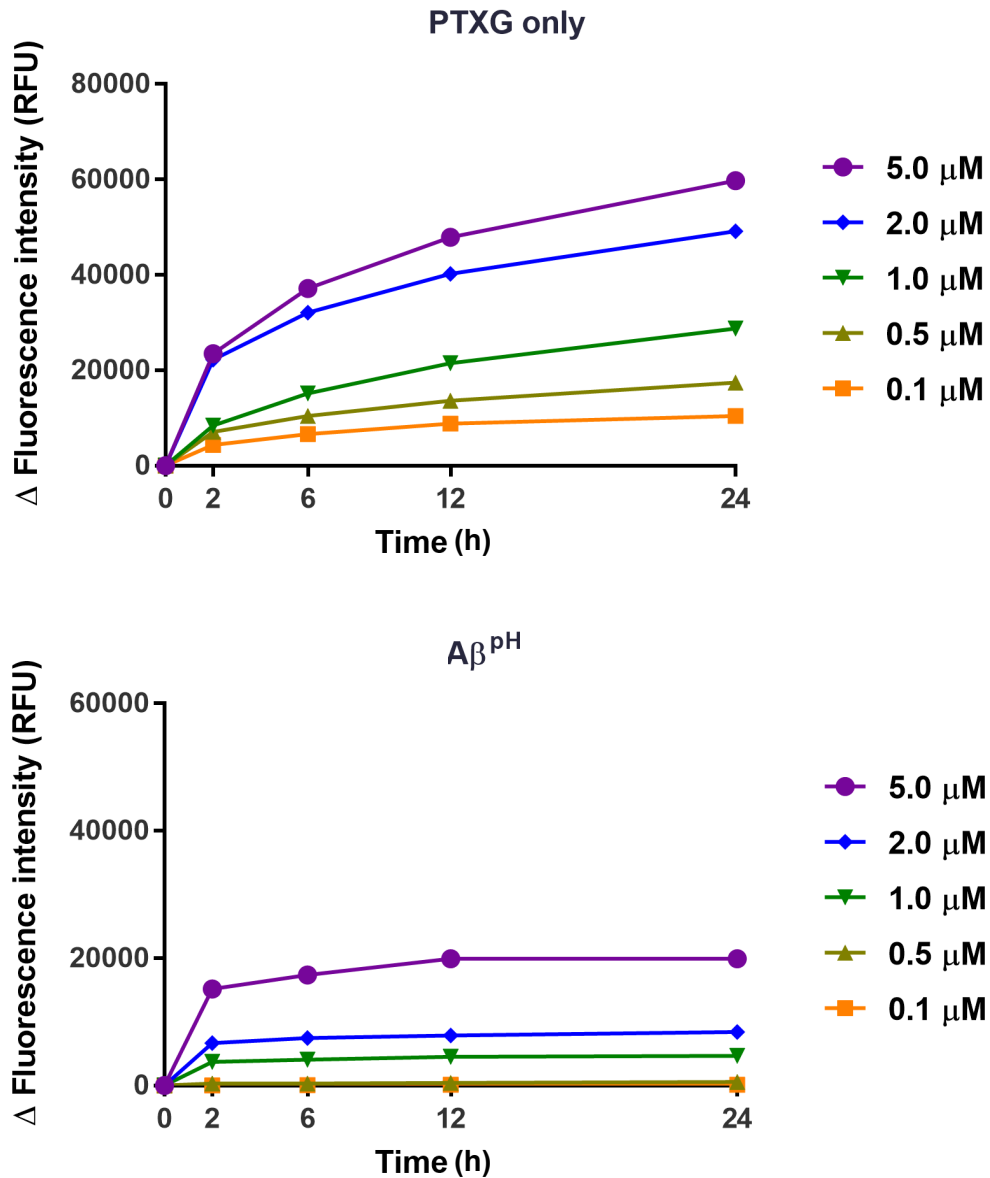 PTXG only
Δ Fluorescence intensity (RFU)
80000
60000
40000
20000
0
0 2 6 12 24
Time (h)
5.0 μM
2.0 μM
1.0 μM
0.5 μM
0.1 μM
Aβ^pH
Δ Fluorescence intensity (RFU)
60000
40000
20000
0
0 2 6 12 24
Time (h)
5.0 μM
2.0 μM
1.0 μM
0.5 μM
0.1 μM